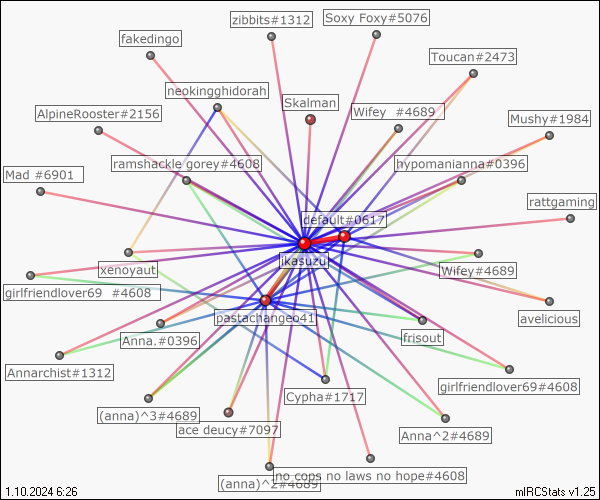 zibbits#1312
Soxy Foxy#5076
fakedingo
Toucan#2473
neokingghidorah
Skalman
Wifey #4689
AlpineRooster#2156
Mushy#1984
ramshackle gorey#4608
hypomanianna#0396
Mad #6901
rattgaming
default#0617
jikasuzu
xenoyaut
Wifey#4689
girlfriendlover69 #4608
pastachangeo41
avelicious
Anna.#0396
frisout
Annarchist#1312
girlfriendlover69#4608
Cypha#1717
(anna)^3#4689
ace deucy#7097
Anna^2#4689
no cops no laws no hope#4608
(anna)^2#4689
1.10.2024 6:26
mIRCStats v1.25